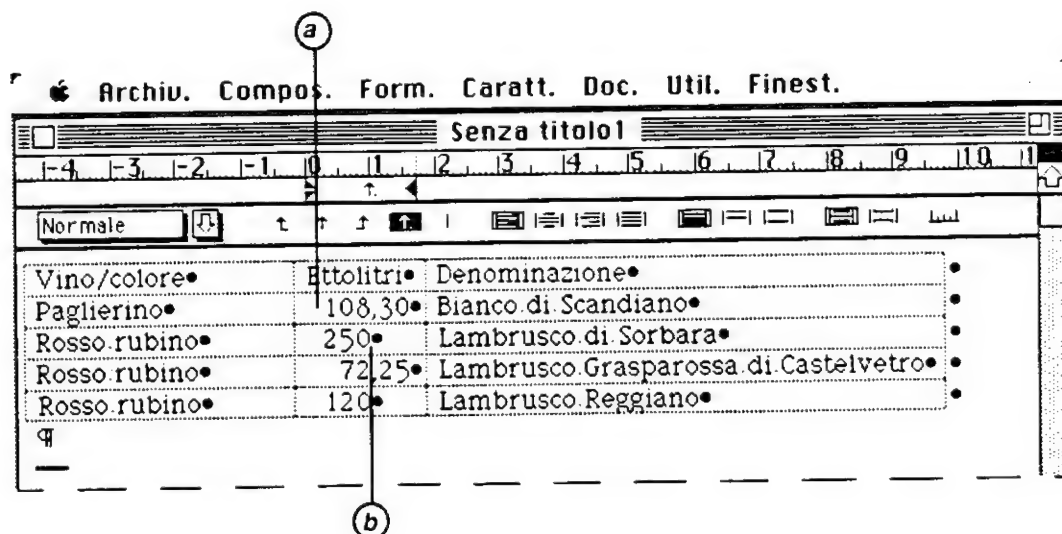 a
Archiv. Compos. Form. Caratt. Doc. Util. Finest.
Senza titolo1
|-4 |-3 |-2 |-1 |0 |1 |2 |3 |4 |5 |6 |7 |8 |9 |10 |1
Normale
Vino/colore• Ettolitri• Denominazione• •
Paglierino• 108,30• Bianco.di.Scandiano• •
Rosso.rubino• 250• Lambrusco.di.Sorbara• •
Rosso.rubino• 72,25• Lambrusco.Grasparossa.di.Castelvetro• •
Rosso.rubino• 120• Lambrusco.Reggiano• •
¶
b